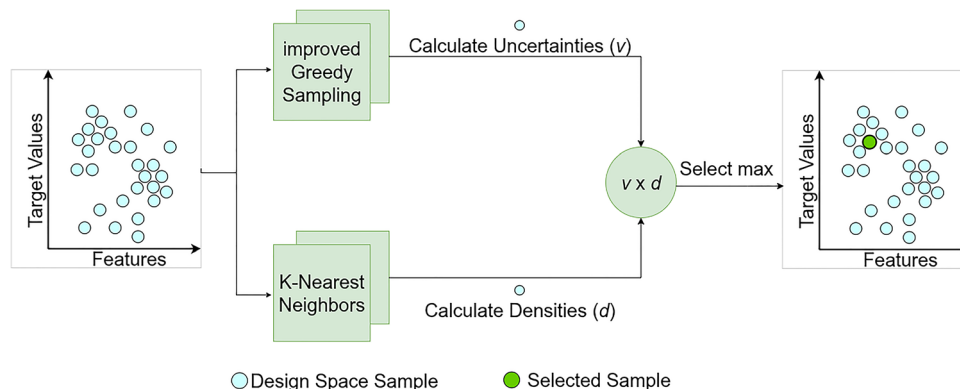 Target Values
Features
improved
Greedy
Sampling
Calculate Uncertainties (v)
K-Nearest
Neighbors
Calculate Densities (d)
v x d
Select max
Target Values
Features
Design Space Sample
Selected Sample